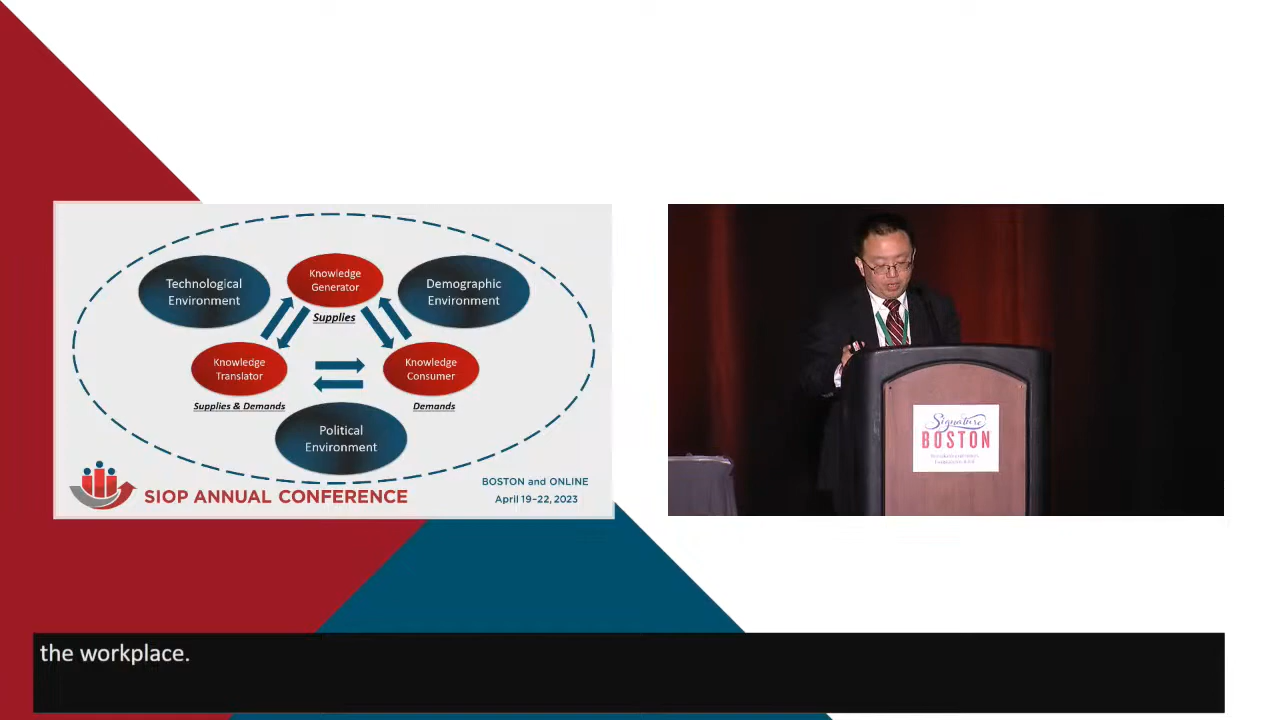 Technological
Environment
Knowledge
Generator
Demographic
Environment
Supplies
Knowledge
Translator
Knowledge
Consumer
Supplies & Demands
Demands
Political
Environment
SIOP ANNUAL CONFERENCE
BOSTON and ONLINE
April 19-22, 2023
Signature
BOSTON
the workplace.